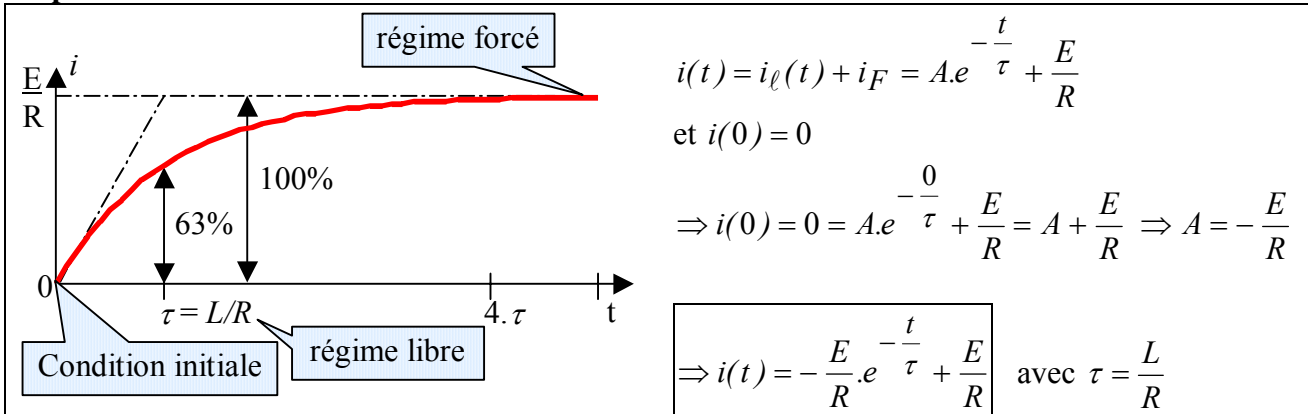 régime forcé
E/R
i
100%
63%
0
τ = L/R
4.τ
t
Condition initiale
régime libre
i(t) = iℓ(t) + iF = A.e^(-t/τ) + E/R
et i(0) = 0
⇒ i(0) = 0 = A.e^(-0/τ) + E/R = A + E/R ⇒ A = -E/R
⇒ i(t) = -E/R.e^(-t/τ) + E/R avec τ = L/R